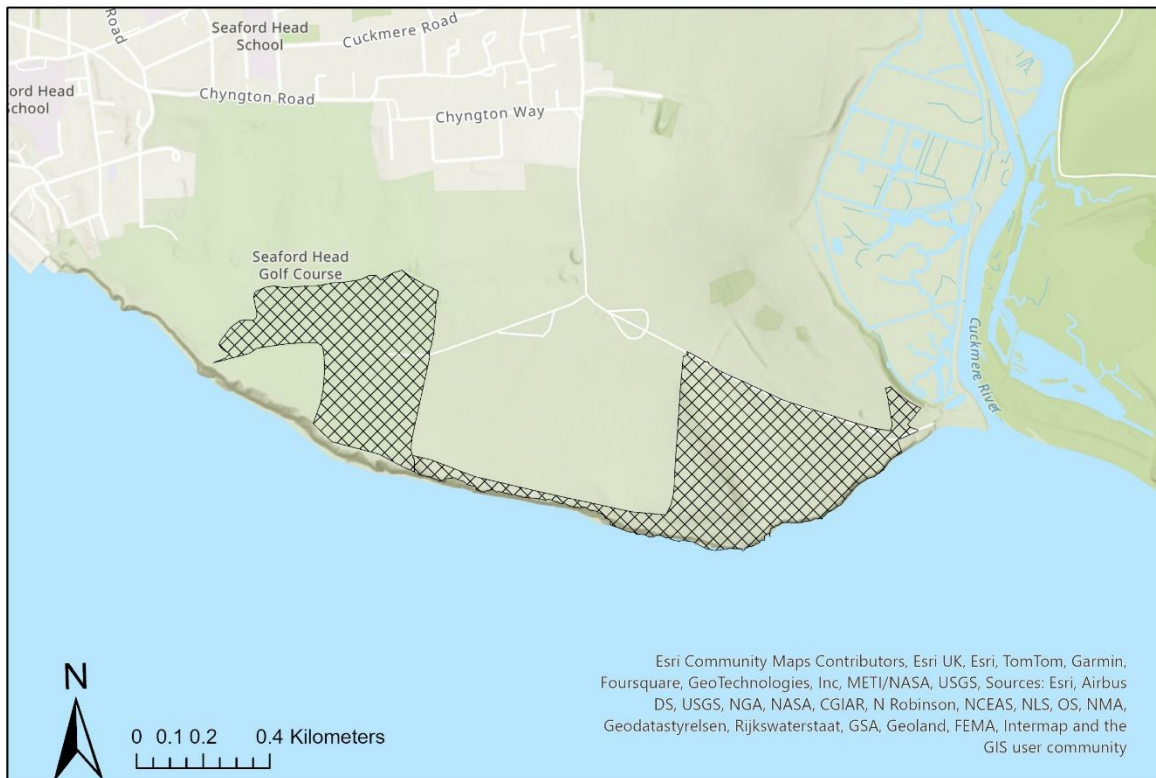 Road
Seaford Head
School
Cuckmere Road
ord Head
School
Chyngton Road
Chyngton Way
Seaford Head
Golf Course
Cuckmere River
N
0 0.1 0.2 0.4 Kilometers
Esri Community Maps Contributors, Esri UK, Esri, TomTom, Garmin,
Foursquare, GeoTechnologies, Inc, METI/NASA, USGS, Sources: Esri, Airbus
DS, USGS, NGA, NASA, CGIAR, N Robinson, NCEAS, NLS, OS, NMA,
Geodatastyrelsen, Rijkswaterstaat, GSA, Geoland, FEMA, Intermap and the
GIS user community